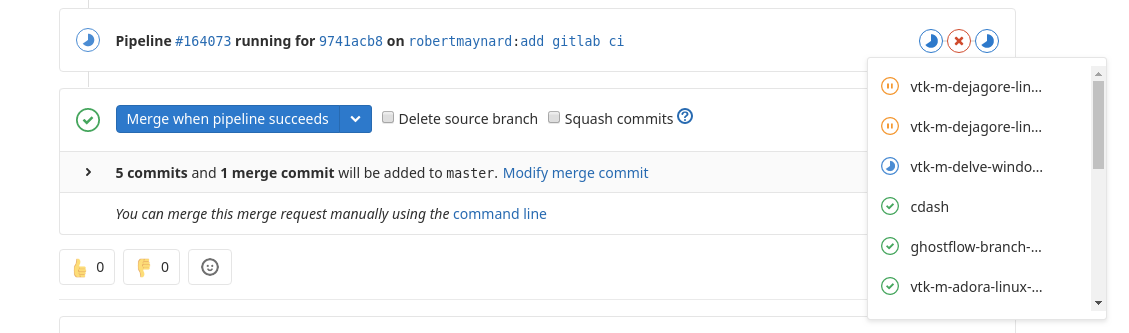 Pipeline #164073 running for 9741acb8 on robertmaynard:add gitlab ci
Merge when pipeline succeeds Delete source branch Squash commits ?
5 commits and 1 merge commit will be added to master. Modify merge commit
You can merge this merge request manually using the command line
0 0
vtk-m-dejagore-lin...
vtk-m-dejagore-lin...
vtk-m-delve-windo...
cdash
ghostflow-branch-...
vtk-m-adora-linux-...